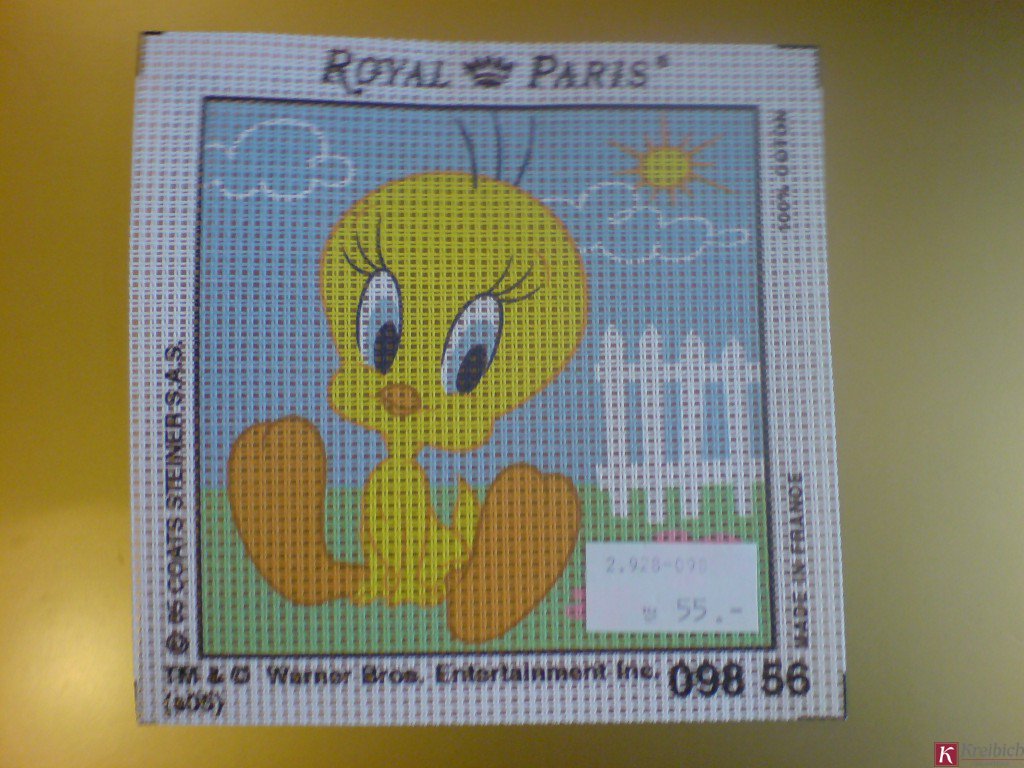 ROYAL PARIS®
100% COTON
© 05 COATS STEINER S.A.S.
MADE IN FRANCE
2.928-098
55.-
TM & © Warner Bros. Entertainment Inc.
098 56
(s05)
K Kreibich